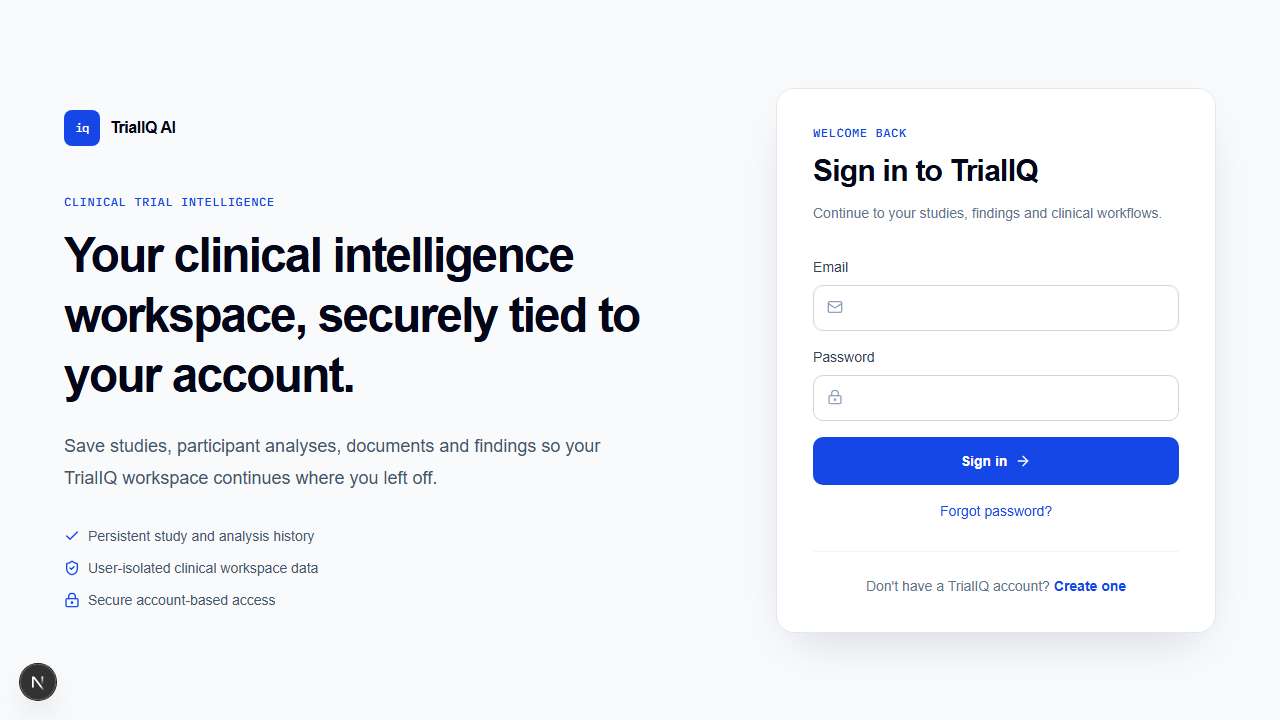 iq
TrialIQ AI
CLINICAL TRIAL INTELLIGENCE
Your clinical intelligence
workspace, securely tied to
your account.
Save studies, participant analyses, documents and findings so your
TrialIQ workspace continues where you left off.
Persistent study and analysis history
User-isolated clinical workspace data
Secure account-based access
N
WELCOME BACK
Sign in to TrialIQ
Continue to your studies, findings and clinical workflows.
Email
Password
Sign in
Forgot password?
Don't have a TrialIQ account? Create one